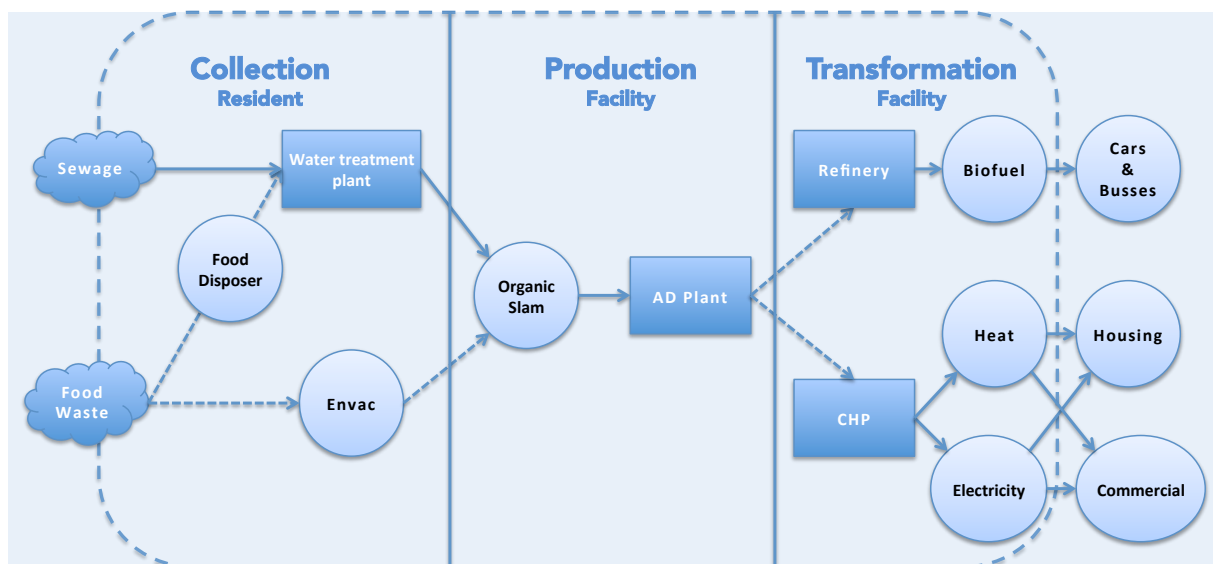 Collection
Resident
Production
Facility
Transformation
Facility
Sewage
Water treatment
plant
Food
Disposer
Food
Waste
Envac
Organic
Slam
AD Plant
Refinery
Biofuel
Cars
&
Busses
Heat
Housing
CHP
Electricity
Commercial